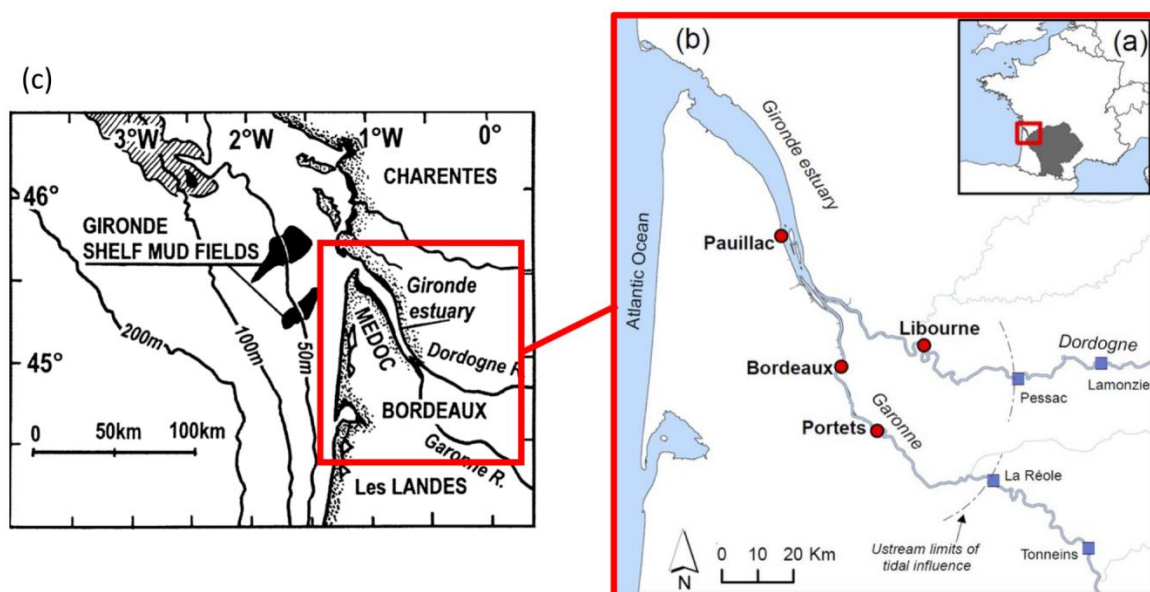 (c)
3°W
2°W
1°W
0°
46
45°
CHARENTES
GIRONDE
SHELF MUD FIELDS
Gironde
estuary
MEDOC
Dordogne R.
BORDEAUX
Garonne R.
Les LANDES
200m
100m
50m
0 50km 100km
(b)
(a)
Gironde estuary
Atlantic Ocean
Pauillac
Libourne
Dordogne
Lamonzie
Pessac
Bordeaux
Garonne
Portets
La Réole
Ustream limits of
tidal influence
Tonneins
N
0 10 20 Km